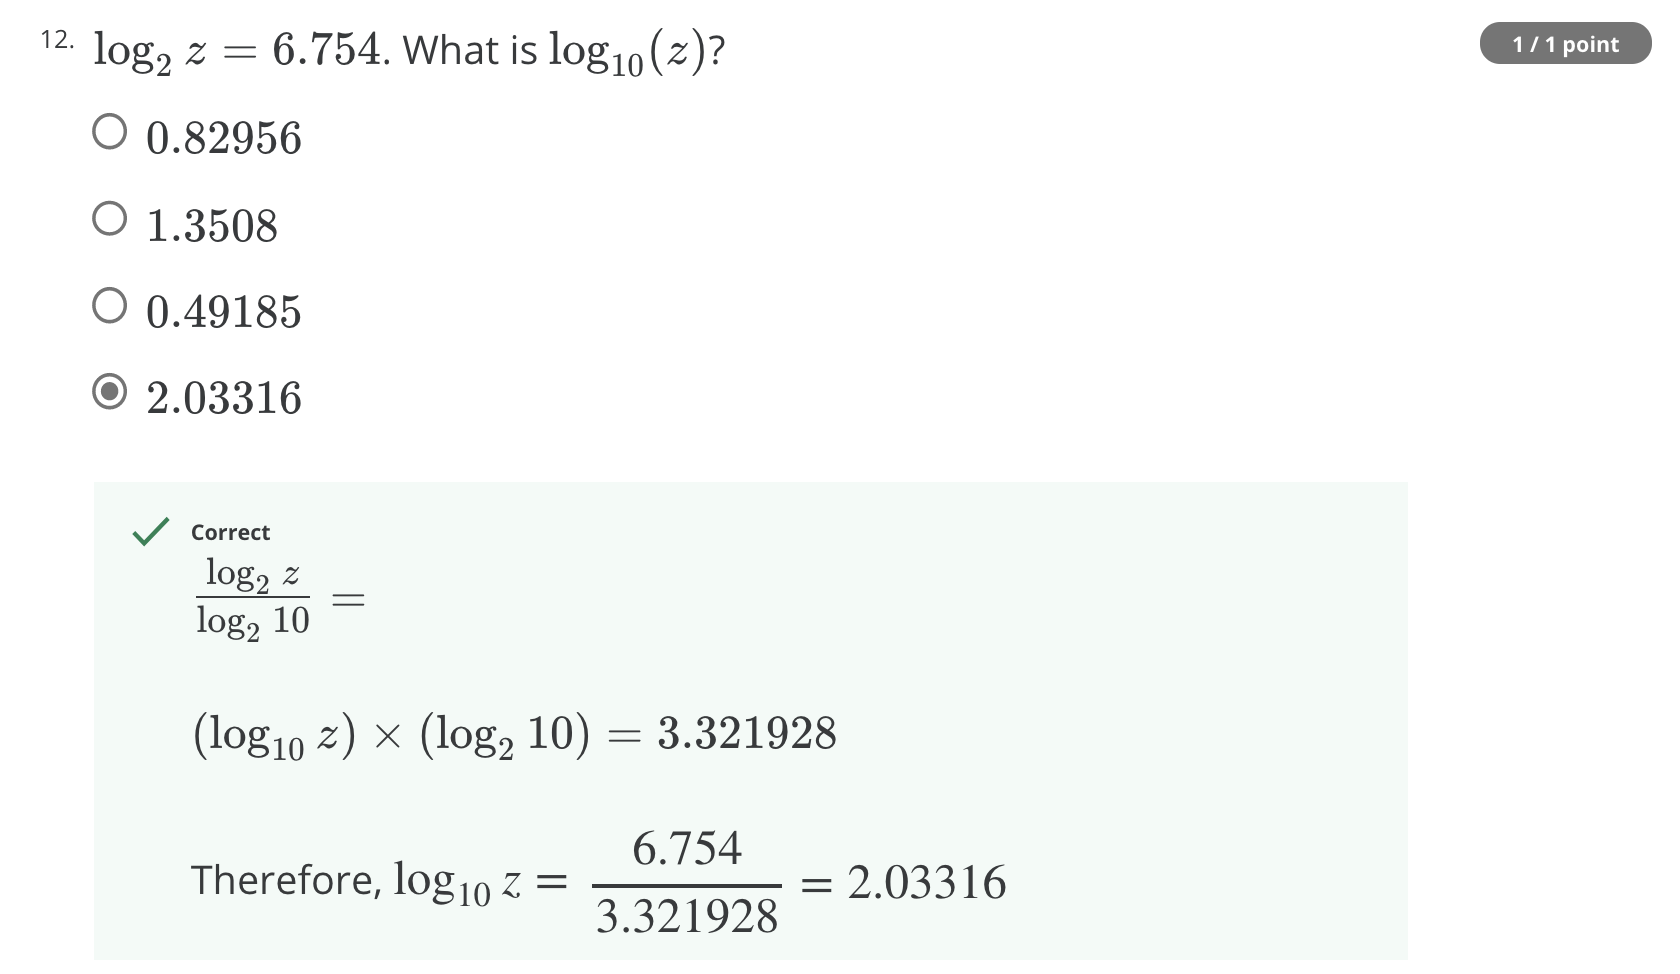 12. log₂ z = 6.754. What is log₁₀(z)?
1 / 1 point
0.82956
1.3508
0.49185
2.03316
Correct
log₂ z
log₂ 10 =
(log₁₀ z) × (log₂ 10) = 3.321928
6.754
Therefore, log₁₀ z = = 2.03316
3.321928